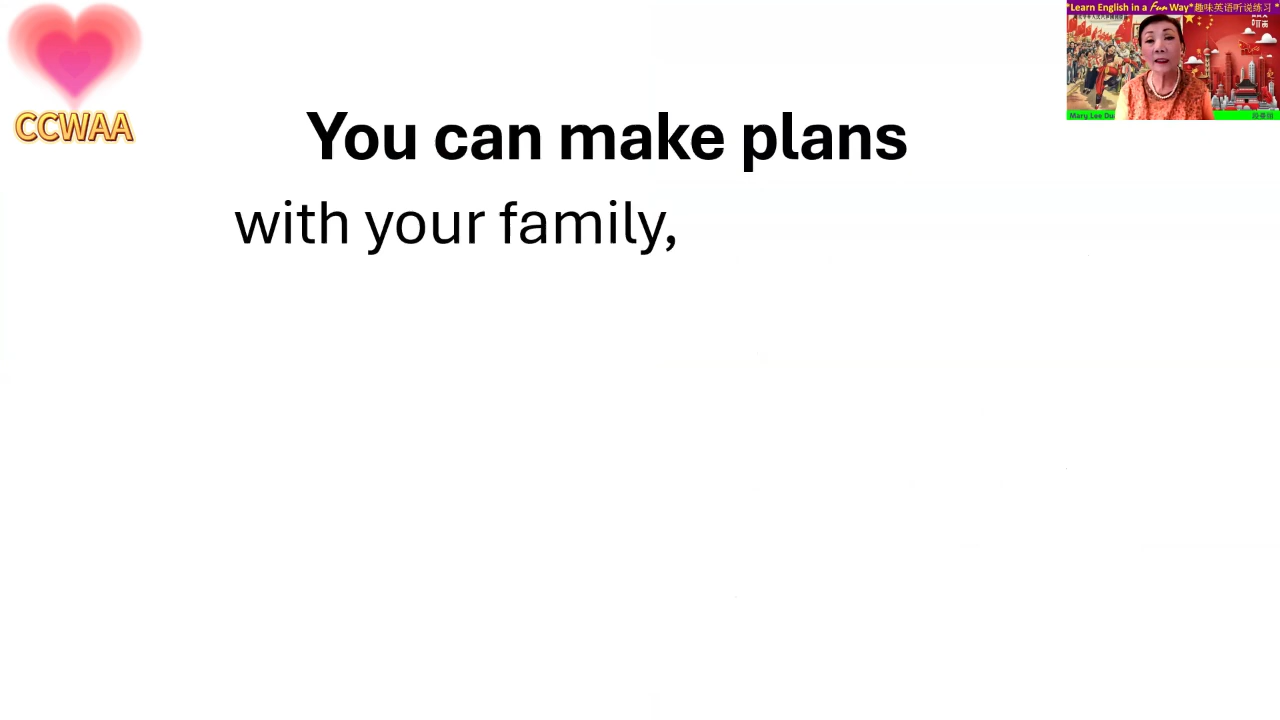 *Learn English in a Fun Way*趣味英语听说练习 *
CCWAA
You can make plans
with your family,
Mary Lee Du